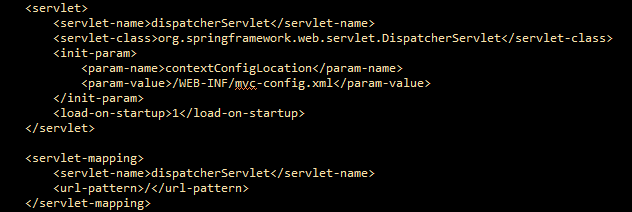 <servlet>
    <servlet-name>dispatcherServlet</servlet-name>
    <servlet-class>org.springframework.web.servlet.DispatcherServlet</servlet-class>
    <init-param>
        <param-name>contextConfigLocation</param-name>
        <param-value>/WEB-INF/mvc-config.xml</param-value>
    </init-param>
    <load-on-startup>1</load-on-startup>
</servlet>

<servlet-mapping>
    <servlet-name>dispatcherServlet</servlet-name>
    <url-pattern>/</url-pattern>
</servlet-mapping>